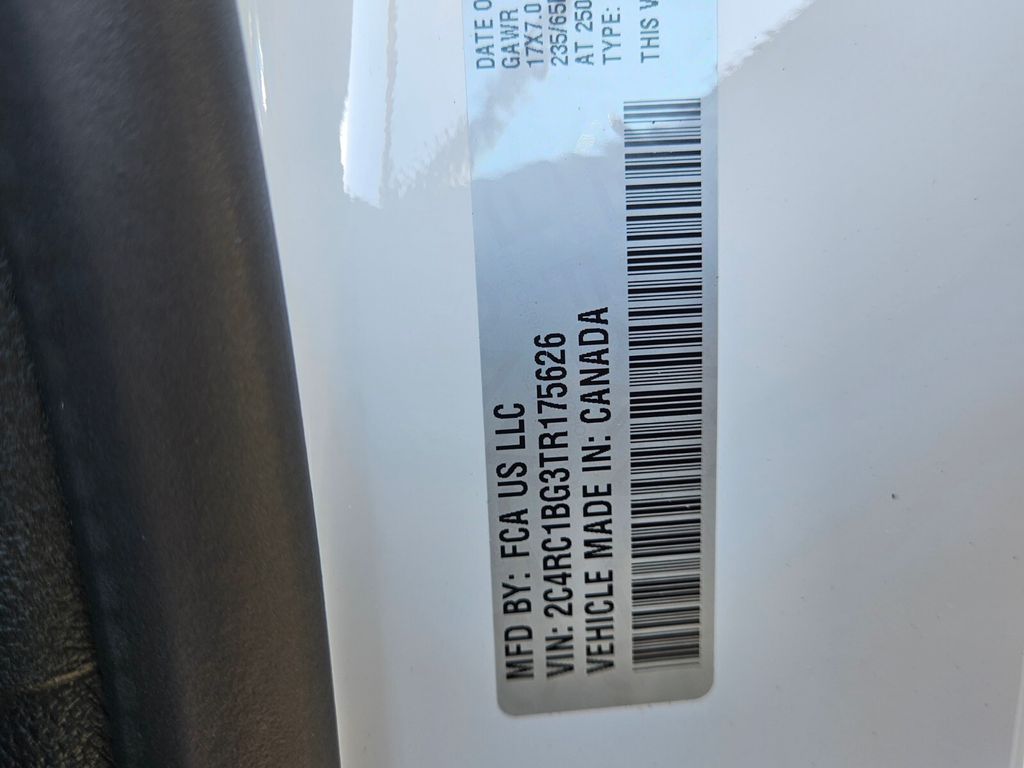 MFD BY: FCA US LLC
VIN: 2C4RC1BG3TR175626
VEHICLE MADE IN: CANADA
DATE O
GAWR
17X7.0
235/65
AT 250
TYPE:
THIS